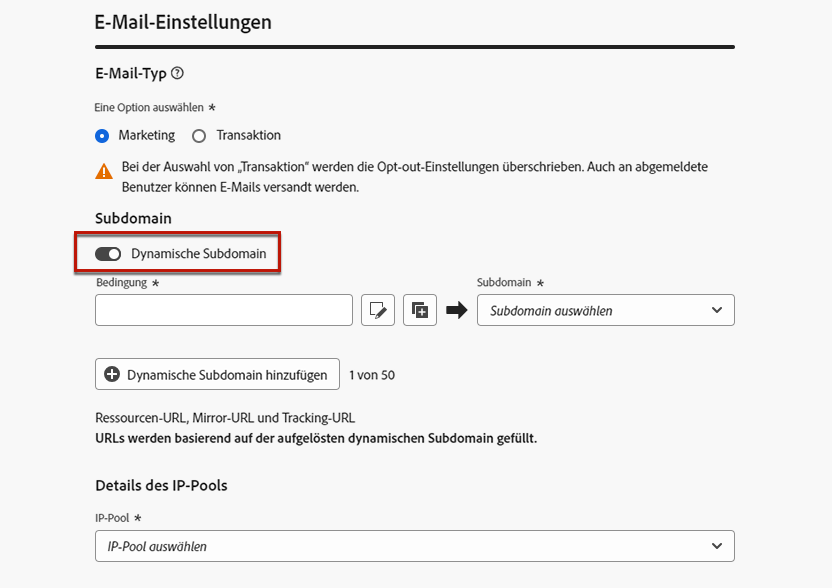 E-Mail-Einstellungen
E-Mail-Typ
Eine Option auswählen *
Marketing Transaktion
Bei der Auswahl von „Transaktion“ werden die Opt-out-Einstellungen überschrieben. Auch an abgemeldete
Benutzer können E-Mails versandt werden.
Subdomain
Dynamische Subdomain
Bedingung * Subdomain *
Subdomain auswählen
Dynamische Subdomain hinzufügen 1 von 50
Ressourcen-URL, Mirror-URL und Tracking-URL
URLs werden basierend auf der aufgelösten dynamischen Subdomain gefüllt.
Details des IP-Pools
IP-Pool *
IP-Pool auswählen